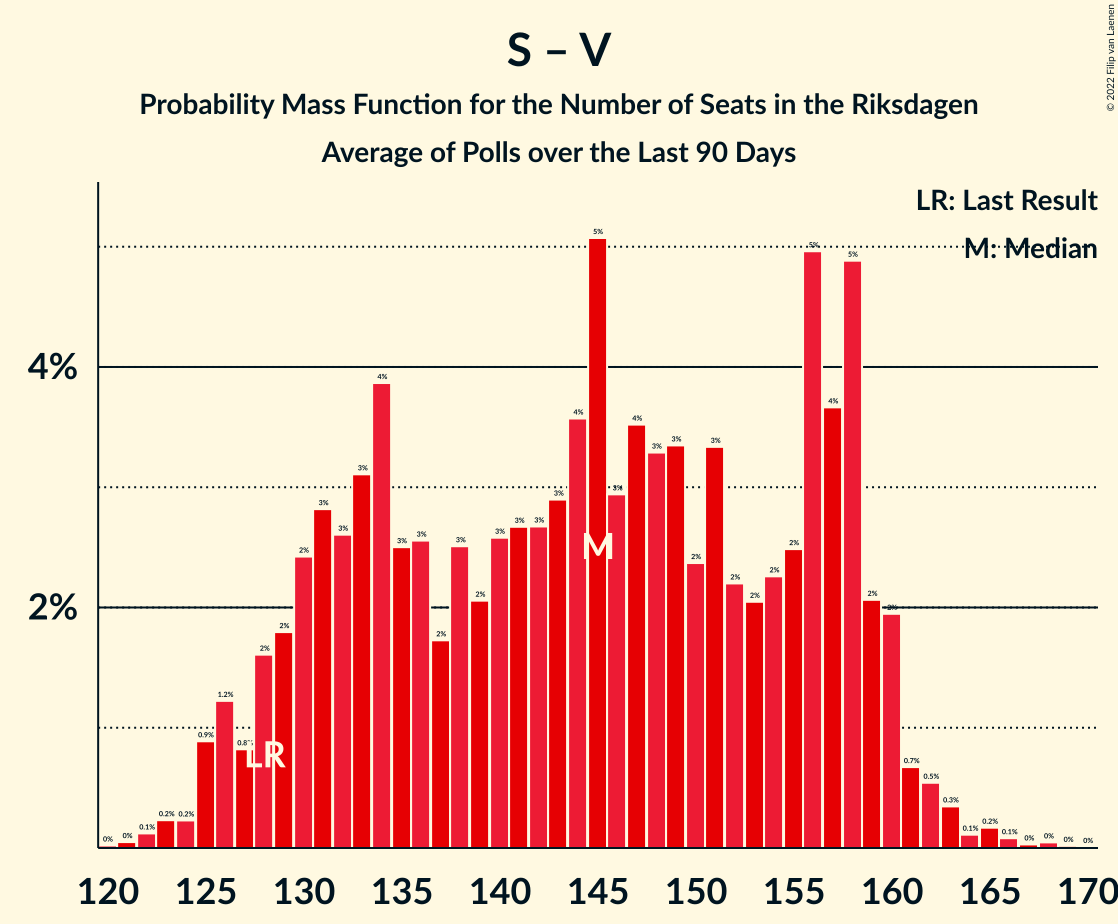 © 2022 Filip van Laenen
S – V
Probability Mass Function for the Number of Seats in the Riksdagen
Average of Polls over the Last 90 Days
LR: Last Result
M: Median
4%
2%
0% 0% 0.1% 0.2% 0.2% 0.9% 1.2% 0.8% 2% 2% 2% 3% 3% 3% 4% 3% 3% 2% 3% 2% 3% 3% 3% 3% 4% 5% 3% 4% 3% 3% 2% 3% 2% 2% 2% 2% 5% 4% 5% 2% 2% 0.7% 0.5% 0.3% 0.1% 0.2% 0.1% 0% 0% 0% 0%
M
LR
120 125 130 135 140 145 150 155 160 165 170